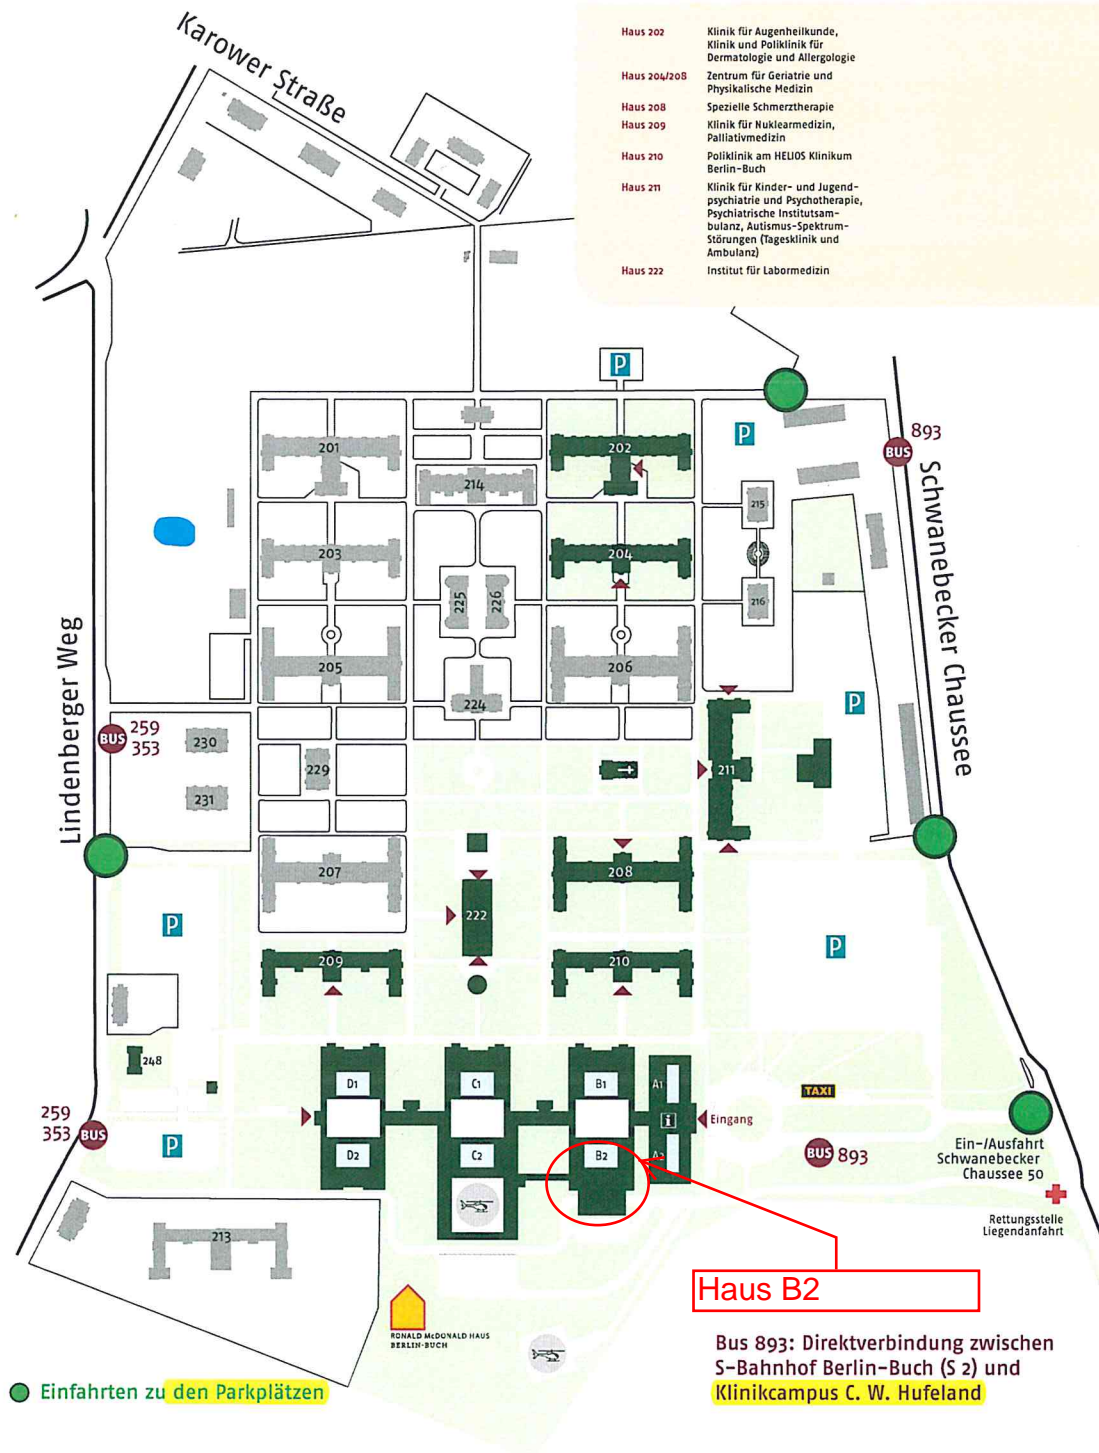 Karower Straße
Haus 202 Klinik für Augenheilkunde,
Klinik und Poliklinik für
Dermatologie und Allergologie
Haus 204/208 Zentrum für Geriatrie und
Physikalische Medizin
Haus 208 Spezielle Schmerztherapie
Haus 209 Klinik für Nuklearmedizin,
Palliativmedizin
Haus 210 Poliklinik am HELIOS Klinikum
Berlin-Buch
Haus 211 Klinik für Kinder- und Jugend-
psychiatrie und Psychotherapie,
Psychiatrische Institutsam-
bulanz, Autismus-Spektrum-
Störungen (Tagesklinik und
Ambulanz)
Haus 222 Institut für Labormedizin
P
P
893
BUS
Schwanebecker Chaussee
201
202
214
215
203
204
225
226
216
205
206
224
Lindenberger Weg
P
BUS
259
353
230
231
229
211
207
208
222
P
P
209
210
248
D1
C1
B1
A1
TAXI
i
Eingang
259
353
BUS
P
D2
C2
B2
A2
BUS 893
Ein-/Ausfahrt
Schwanebecker
Chaussee 50
Rettungsstelle
Liegendanfahrt
213
Haus B2
RONALD McDONALD HAUS
BERLIN-BUCH
Bus 893: Direktverbindung zwischen
S-Bahnhof Berlin-Buch (S 2) und
Klinikcampus C. W. Hufeland
Einfahrten zu den Parkplätzen